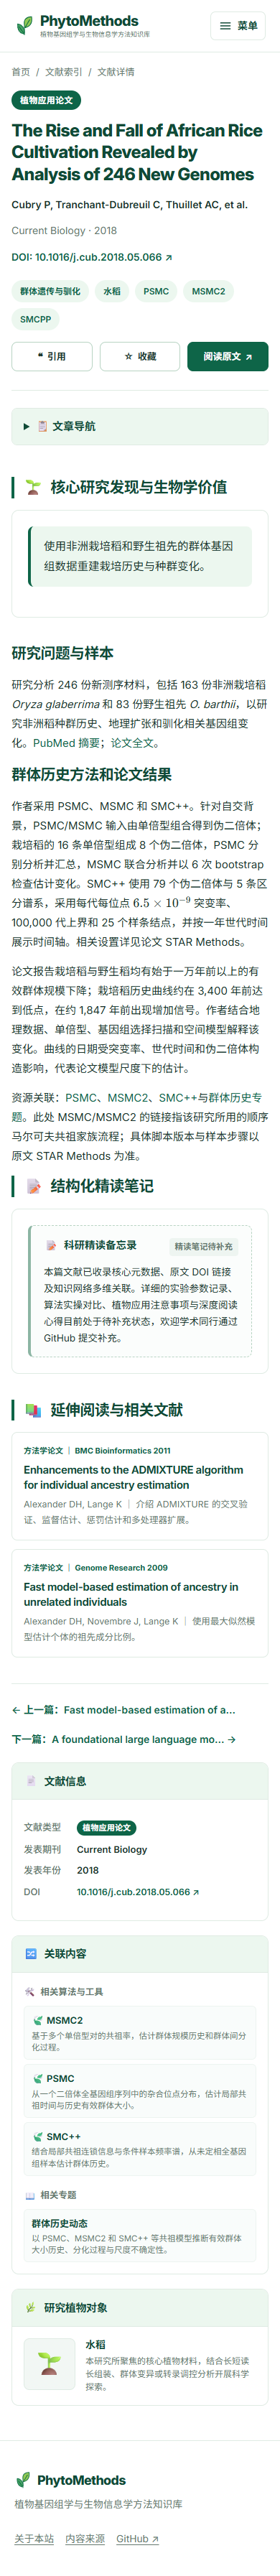 PhytoMethods
植物基因组学与生物信息学方法知识库
菜单
首页 / 文献索引 / 文献详情
植物应用论文
The Rise and Fall of African Rice
Cultivation Revealed by
Analysis of 246 New Genomes
Cubry P, Tranchant-Dubreuil C, Thuillet AC, et al.
Current Biology · 2018
DOI: 10.1016/j.cub.2018.05.066 ↗
群体遗传与驯化 水稻 PSMC MSMC2
SMCPP
❝ 引用 ☆ 收藏 阅读原文 ↗
▶ 文章导航
核心研究发现与生物学价值
使用非洲栽培稻和野生祖先的群体基因
组数据重建栽培历史与种群变化。
研究问题与样本
研究分析 246 份新测序材料，包括 163 份非洲栽培稻
Oryza glaberrima 和 83 份野生祖先 O. barthii，以研
究非洲稻种群历史、地理扩张和驯化相关基因组变
化。PubMed 摘要；论文全文。
群体历史方法和论文结果
作者采用 PSMC、MSMC 和 SMC++。针对自交背
景，PSMC/MSMC 输入由单倍型组合得到伪二倍体；
栽培稻的 16 条单倍型组成 8 个伪二倍体，PSMC 分
别分析并汇总，MSMC 联合分析并以 6 次 bootstrap
检查估计变化。SMC++ 使用 79 个伪二倍体与 5 条区
分谱系，采用每代每位点 6.5 × 10⁻⁹ 突变率、
100,000 代上界和 25 个样条结点，并按一年世代时间
展示时间轴。相关设置详见论文 STAR Methods。
论文报告栽培稻与野生稻均有始于一万年前以上的有
效群体规模下降；栽培稻历史曲线约在 3,400 年前达
到低点，在约 1,847 年前出现增加信号。作者结合地
理数据、单倍型、基因组选择扫描和空间模型解释该
变化。曲线的日期受突变率、世代时间和伪二倍体构
造影响，代表论文模型尺度下的估计。
资源关联：PSMC、MSMC2、SMC++与群体历史专
题。此处 MSMC/MSMC2 的链接指该研究所用的顺序
马尔可夫共祖家族流程；具体脚本版本与样本步骤以
原文 STAR Methods 为准。
结构化精读笔记
科研精读备忘录 精读笔记待补充
本篇文献已收录核心元数据、原文 DOI 链接
及知识网络多维关联。详细的实验参数记录、
算法实操对比、植物应用注意事项与深度阅读
心得目前处于待补充状态，欢迎学术同行通过
GitHub 提交补充。
延伸阅读与相关文献
方法学论文 | BMC Bioinformatics 2011
Enhancements to the ADMIXTURE algorithm
for individual ancestry estimation
Alexander DH, Lange K | 介绍 ADMIXTURE 的交叉验
证、监督估计、惩罚估计和多处理器扩展。
方法学论文 | Genome Research 2009
Fast model-based estimation of ancestry in
unrelated individuals
Alexander DH, Novembre J, Lange K | 使用最大似然模
型估计个体的祖先成分比例。
← 上一篇：Fast model-based estimation of a...
下一篇：A foundational large language mo... →
文献信息
文献类型 植物应用论文
发表期刊 Current Biology
发表年份 2018
DOI 10.1016/j.cub.2018.05.066 ↗
关联内容
相关算法与工具
MSMC2
基于多个单倍型对的共祖率，估计群体规模历史和群体间分
化过程。
PSMC
从一个二倍体全基因组序列中的杂合位点分布，估计局部共
祖时间与历史有效群体大小。
SMC++
结合局部共祖连锁信息与条件样本频率谱，从未定相全基因
组样本估计群体历史。
相关专题
群体历史动态
以 PSMC、MSMC2 和 SMC++ 等共祖模型推断有效群体
大小历史、分化过程与尺度不确定性。
研究植物对象
水稻
本研究所聚焦的核心植物材料，结合长短读
长组装、群体变异或转录调控分析开展科学
探索。
PhytoMethods
植物基因组学与生物信息学方法知识库
关于本站 内容来源 GitHub ↗